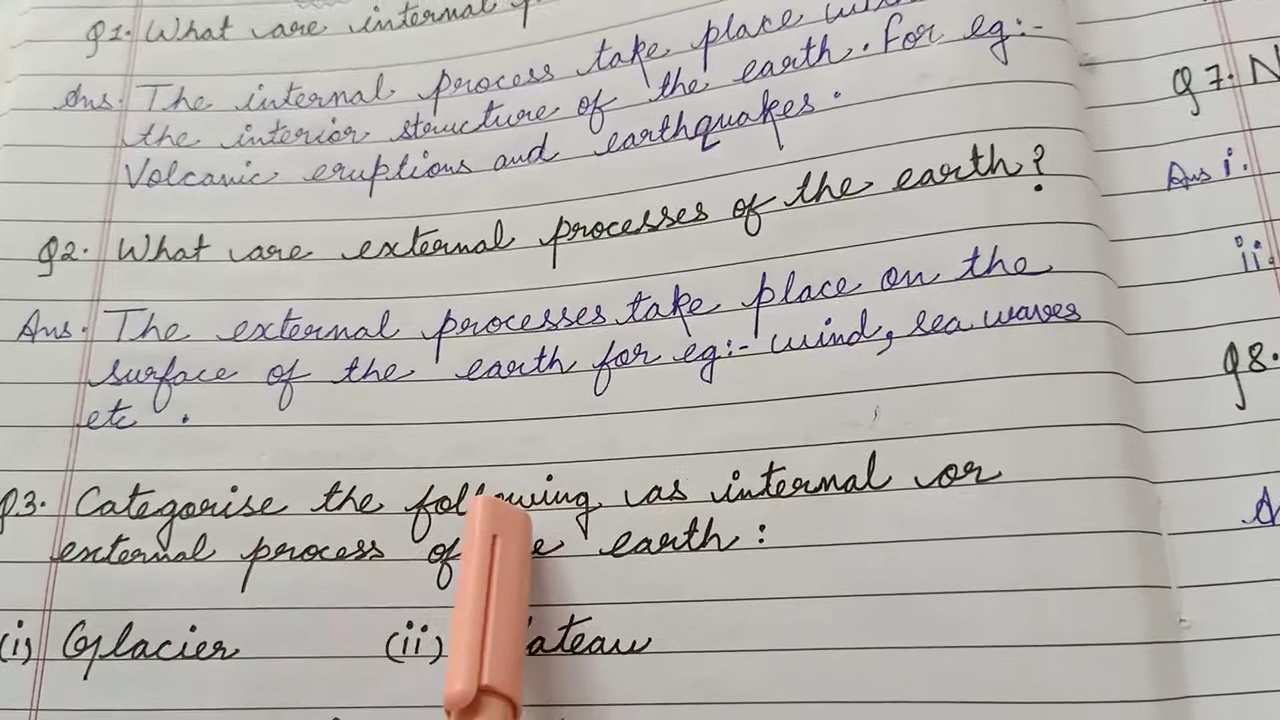 Q1. What are internal
Ans. The internal process take place
the interior structure of the earth. For eg:-
Volcanic eruptions and earthquakes.
Q2. What are external processes of the earth?
Ans. The external processes take place on the
surface of the earth for eg:- wind, sea waves
etc.
Q.3. Categorise the following as internal or
external process of earth:
(i) Glacier (ii)
Q7.
Ans i.
ii.
Q8.